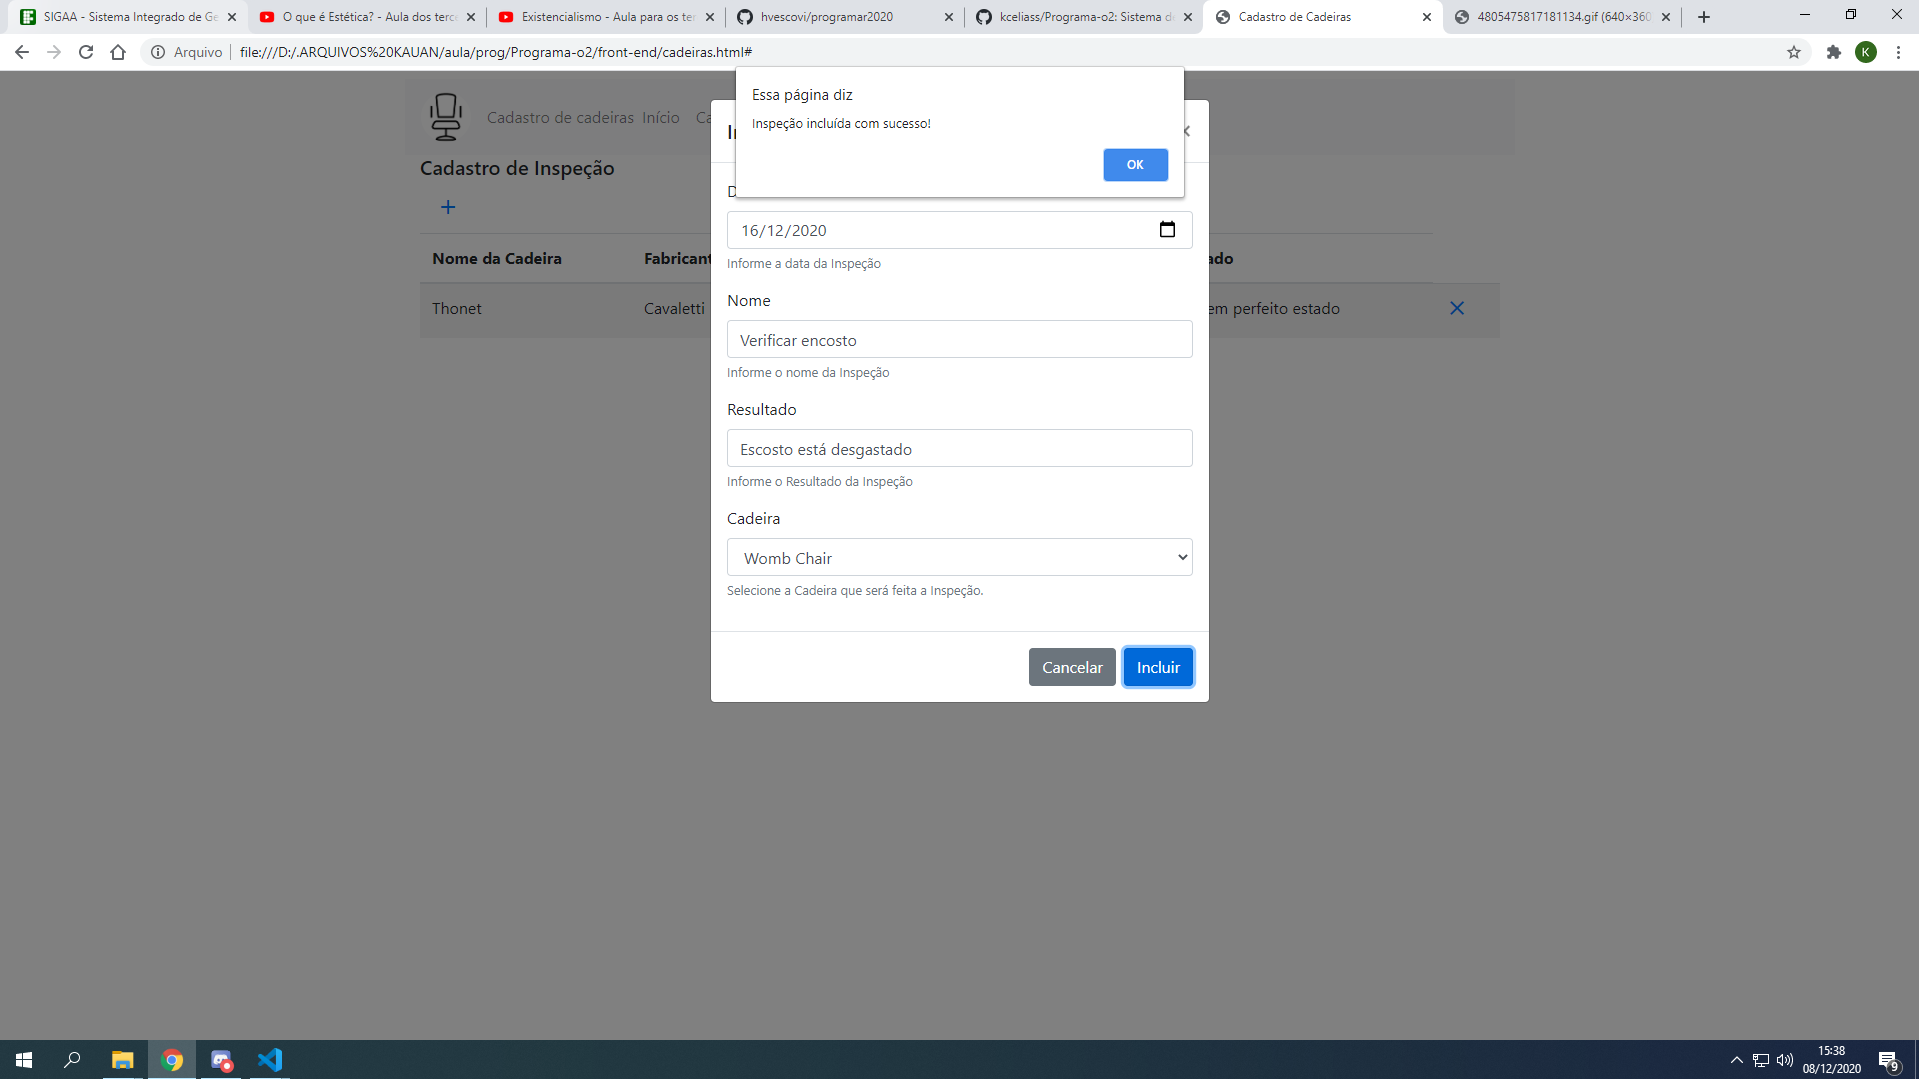 SIGAA - Sistema Integrado de Ge
O que é Estética? - Aula dos terce
Existencialismo - Aula para os ter
hvescovi/programar2020
kceliass/Programa-o2: Sistema d
Cadastro de Cadeiras
4805475817181134.gif (640×360
Arquivo
file:///D:/.ARQUIVOS%20KAUAN/aula/prog/Programa-o2/front-end/cadeiras.html#
K
Essa página diz
Inspeção incluída com sucesso!
OK
Cadastro de cadeiras Início Ca
Cadastro de Inspeção
D
16/12/2020
Informe a data da Inspeção
Nome da Cadeira Fabricant ado
Thonet Cavaletti em perfeito estado
Nome
Verificar encosto
Informe o nome da Inspeção
Resultado
Escosto está desgastado
Informe o Resultado da Inspeção
Cadeira
Womb Chair
Selecione a Cadeira que será feita a Inspeção.
Cancelar Incluir
15:38
08/12/2020
9